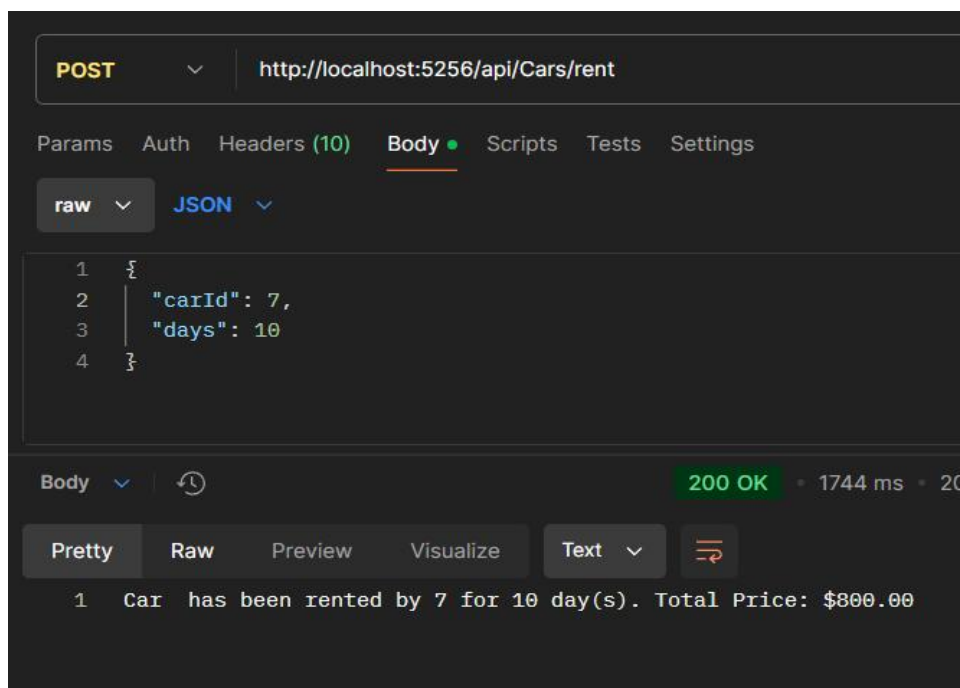 POST http://localhost:5256/api/Cars/rent
Params Auth Headers (10) Body Scripts Tests Settings
raw JSON
1 {
2 "carId": 7,
3 "days": 10
4 }
Body 200 OK • 1744 ms •
Pretty Raw Preview Visualize Text
1 Car  has been rented by 7 for 10 day(s). Total Price: $800.00